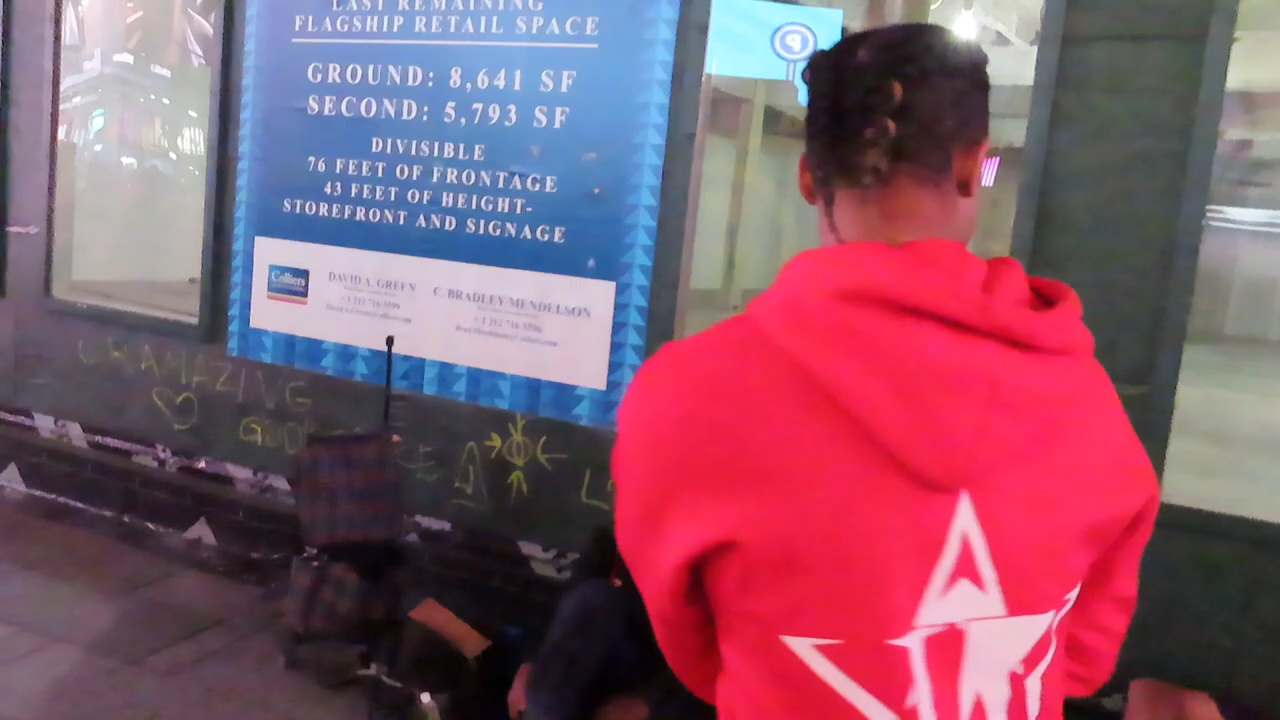 LAST REMAINING
FLAGSHIP RETAIL SPACE
GROUND: 8,641 SF
SECOND: 5,793 SF
DIVISIBLE
76 FEET OF FRONTAGE
43 FEET OF HEIGHT-
STOREFRONT AND SIGNAGE
Colliers
DAVID A. GREEN
C. BRADLEY MENDELSON
AMAZING